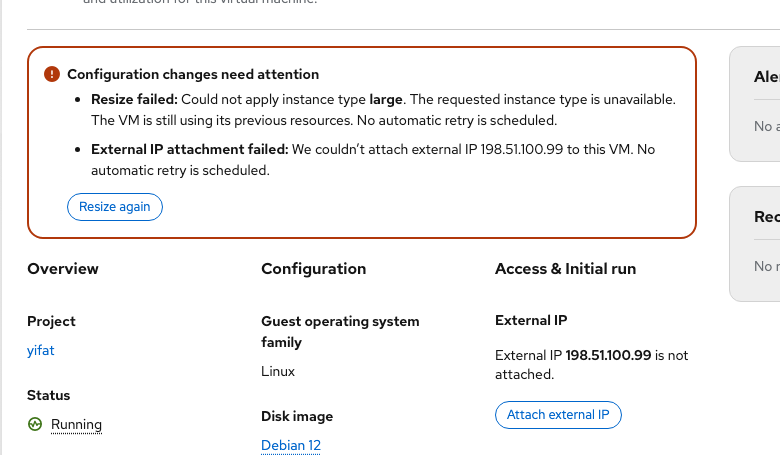 and utilization for this virtual machine.
Configuration changes need attention
Resize failed: Could not apply instance type large. The requested instance type is unavailable.
The VM is still using its previous resources. No automatic retry is scheduled.
External IP attachment failed: We couldn't attach external IP 198.51.100.99 to this VM. No
automatic retry is scheduled.
Resize again
Overview
Project
yifat
Status
Running
Configuration
Guest operating system
family
Linux
Disk image
Debian 12
Access & Initial run
External IP
External IP 198.51.100.99 is not
attached.
Attach external IP
No